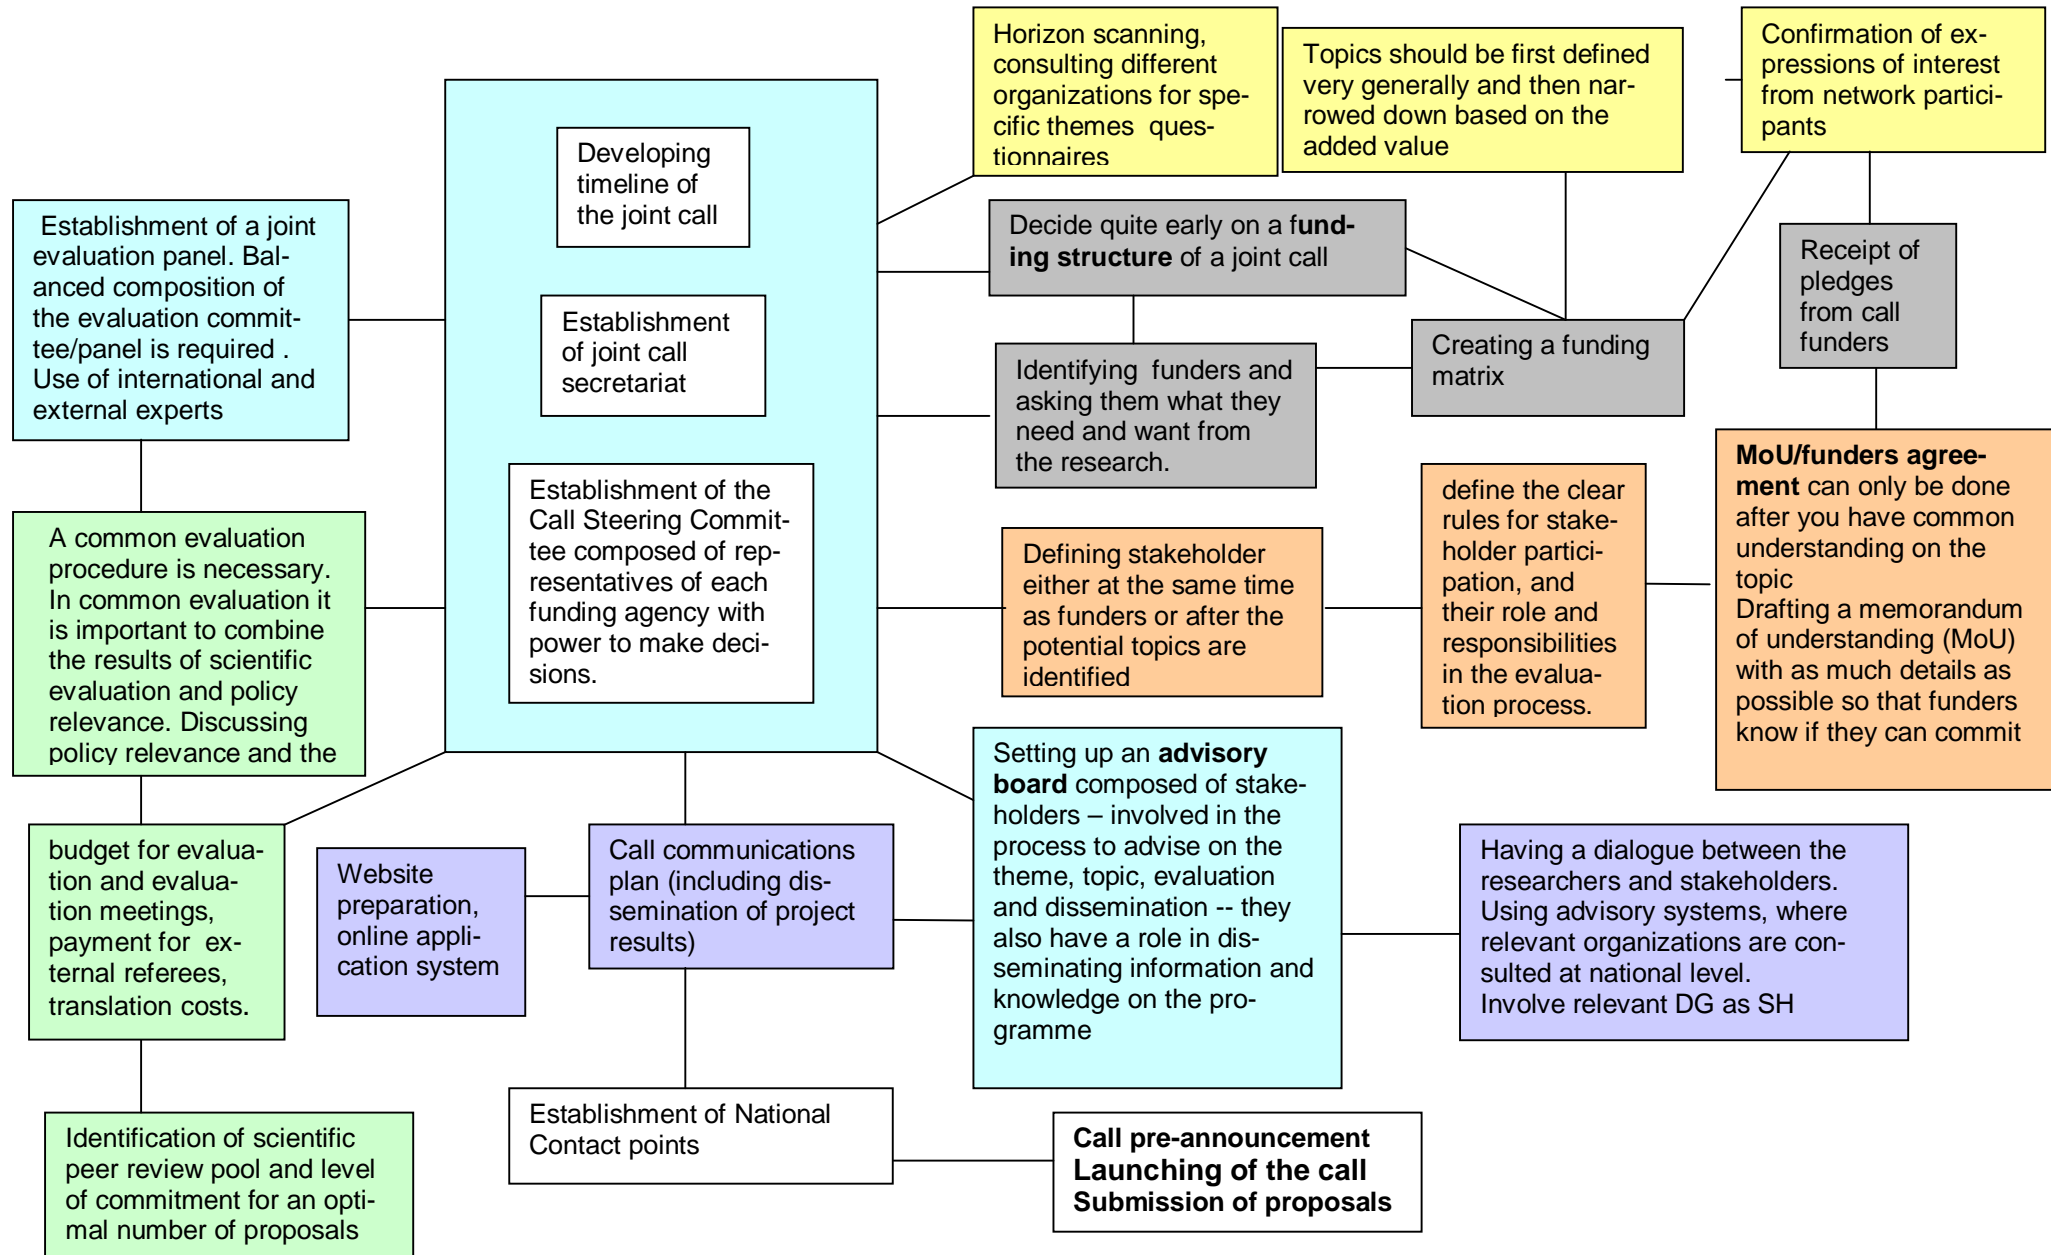 Horizon scanning,
consulting different
organizations for spe-
cific themes  ques-
tionnaires
Topics should be first defined
very generally and then nar-
rowed down based on the
added value
Confirmation of ex-
pressions of interest
from network partici-
pants
Developing
timeline of
the joint call
Establishment
of joint call
secretariat
Establishment of the
Call Steering Commit-
tee composed of rep-
resentatives of each
funding agency with
power to make deci-
sions.
Establishment of a joint
evaluation panel. Bal-
anced composition of
the evaluation commit-
tee/panel is required .
Use of international and
external experts
Decide quite early on a fund-
ing structure of a joint call
Receipt of
pledges
from call
funders
Identifying  funders and
asking them what they
need and want from
the research.
Creating a funding
matrix
A common evaluation
procedure is necessary.
In common evaluation it
is important to combine
the results of scientific
evaluation and policy
relevance. Discussing
policy relevance and the
Defining stakeholder
either at the same time
as funders or after the
potential topics are
identified
define the clear
rules for stake-
holder partici-
pation, and
their role and
responsibilities
in the evalua-
tion process.
MoU/funders agree-
ment can only be done
after you have common
understanding on the
topic
Drafting a memorandum
of understanding (MoU)
with as much details as
possible so that funders
know if they can commit
budget for evalua-
tion and evalua-
tion meetings,
payment for  ex-
ternal referees,
translation costs.
Website
preparation,
online appli-
cation system
Call communications
plan (including dis-
semination of project
results)
Setting up an advisory
board composed of stake-
holders – involved in the
process to advise on the
theme, topic, evaluation
and dissemination -- they
also have a role in dis-
seminating information and
knowledge on the pro-
gramme
Having a dialogue between the
researchers and stakeholders.
Using advisory systems, where
relevant organizations are con-
sulted at national level.
Involve relevant DG as SH
Identification of scientific
peer review pool and level
of commitment for an opti-
mal number of proposals
Establishment of National
Contact points
Call pre-announcement
Launching of the call
Submission of proposals